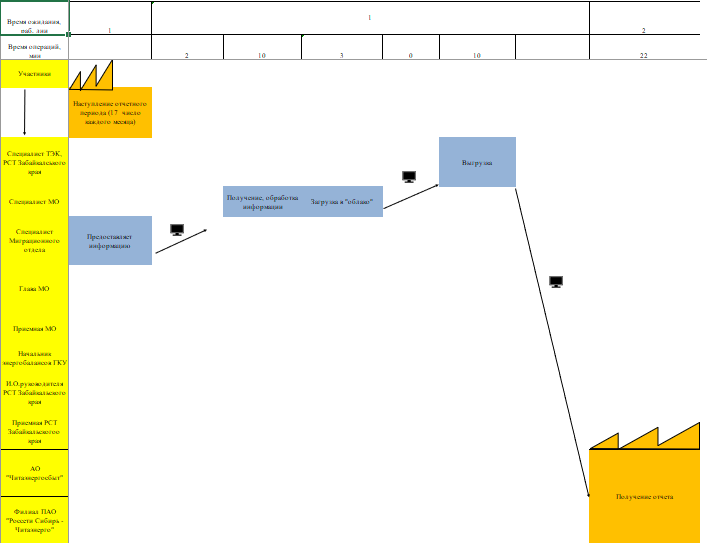 Время ожидания,
раб. дни
1
1
2
Время операций,
мин
2
10
3
0
10
22
Участники
Наступление отчетного
периода (17 число
каждого месяца)
Специалист ТЭК,
РСТ Забайкальского
края
Выгрузка
Специалист МО
Получение, обработка
информации
Загрузка в "облако"
Специалист
Миграционного
отдела
Предоставляет
информацию
Глава МО
Приемная МО
Начальник
энергобалансов ГКУ
И.О.руководителя
РСТ Забайкальского
края
Приемная РСТ
Забайкальского
края
АО
"Читаэнергосбыт"
Получение отчета
Филиал ПАО
"Россети Сибирь -
Читаэнерго"